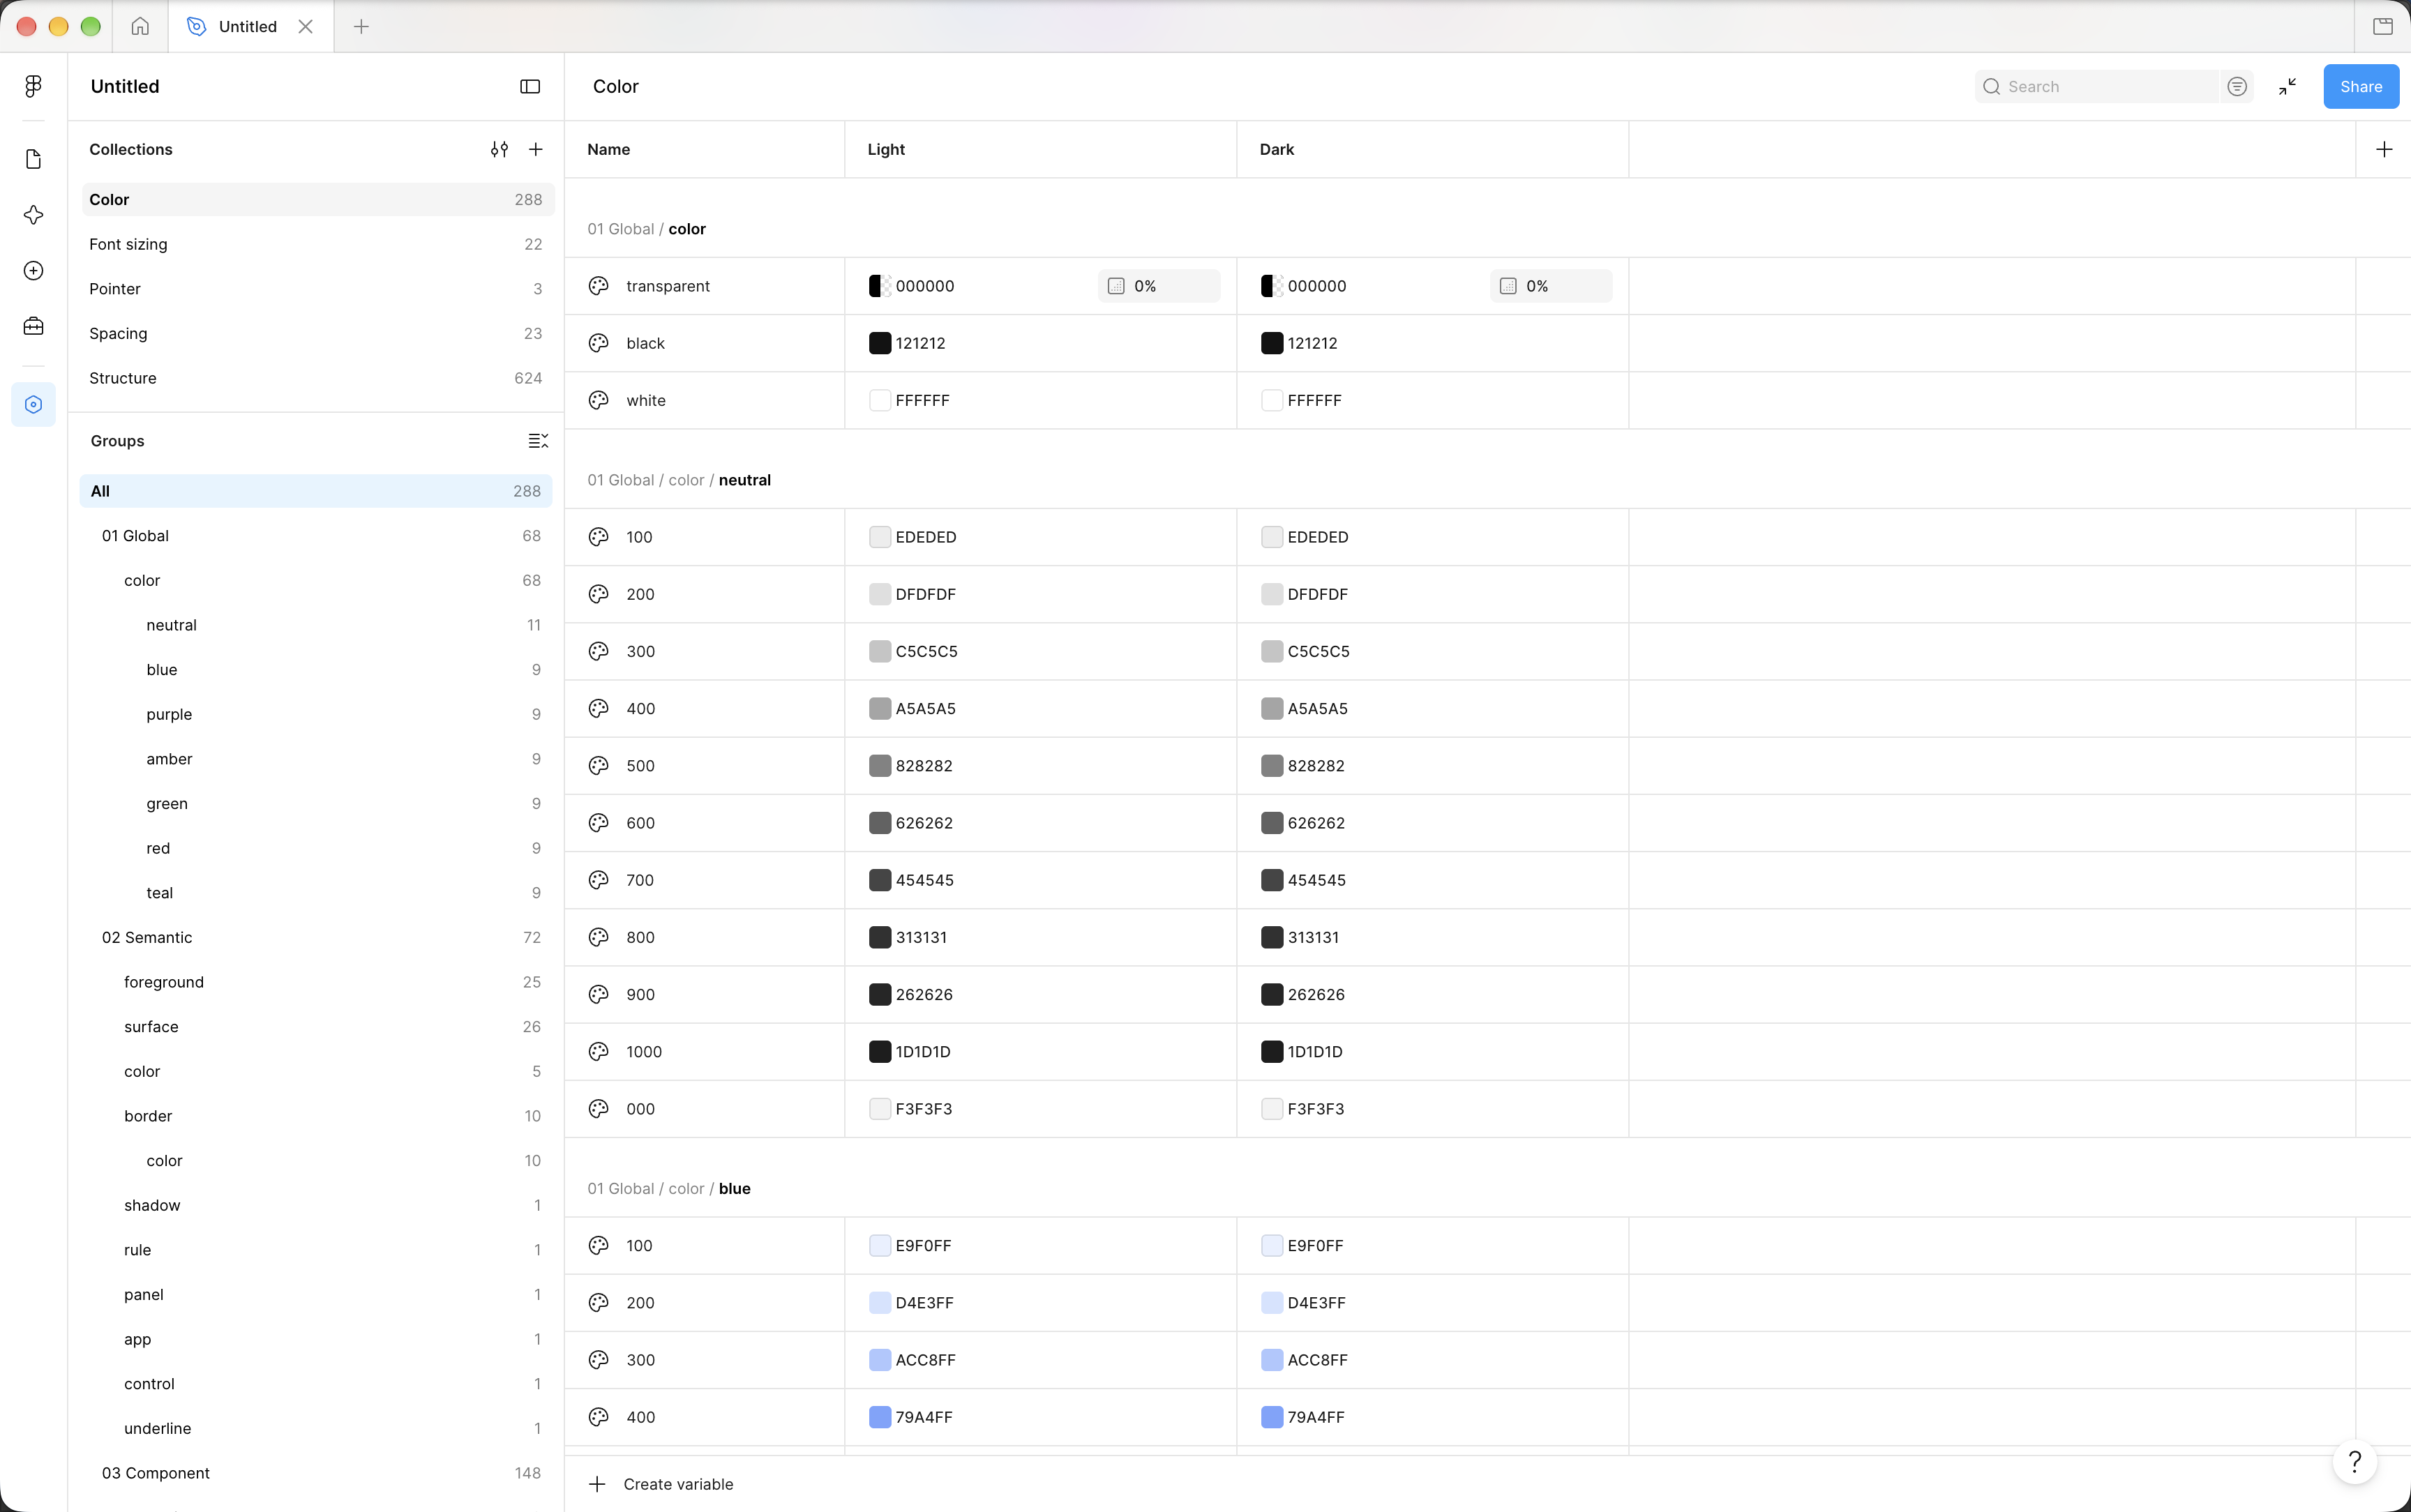 Untitled
Untitled
Collections
Color 288
Font sizing 22
Pointer 3
Spacing 23
Structure 624
Groups
All 288
01 Global 68
color 68
neutral 11
blue 9
purple 9
amber 9
green 9
red 9
teal 9
02 Semantic 72
foreground 25
surface 26
color 5
border 10
color 10
shadow 1
rule 1
panel 1
app 1
control 1
underline 1
03 Component 148
Color
Search
Share
Name Light Dark
01 Global / color
transparent 000000 0% 000000 0%
black 121212 121212
white FFFFFF FFFFFF
01 Global / color / neutral
100 EDEDED EDEDED
200 DFDFDF DFDFDF
300 C5C5C5 C5C5C5
400 A5A5A5 A5A5A5
500 828282 828282
600 626262 626262
700 454545 454545
800 313131 313131
900 262626 262626
1000 1D1D1D 1D1D1D
000 F3F3F3 F3F3F3
01 Global / color / blue
100 E9F0FF E9F0FF
200 D4E3FF D4E3FF
300 ACC8FF ACC8FF
400 79A4FF 79A4FF
Create variable
?